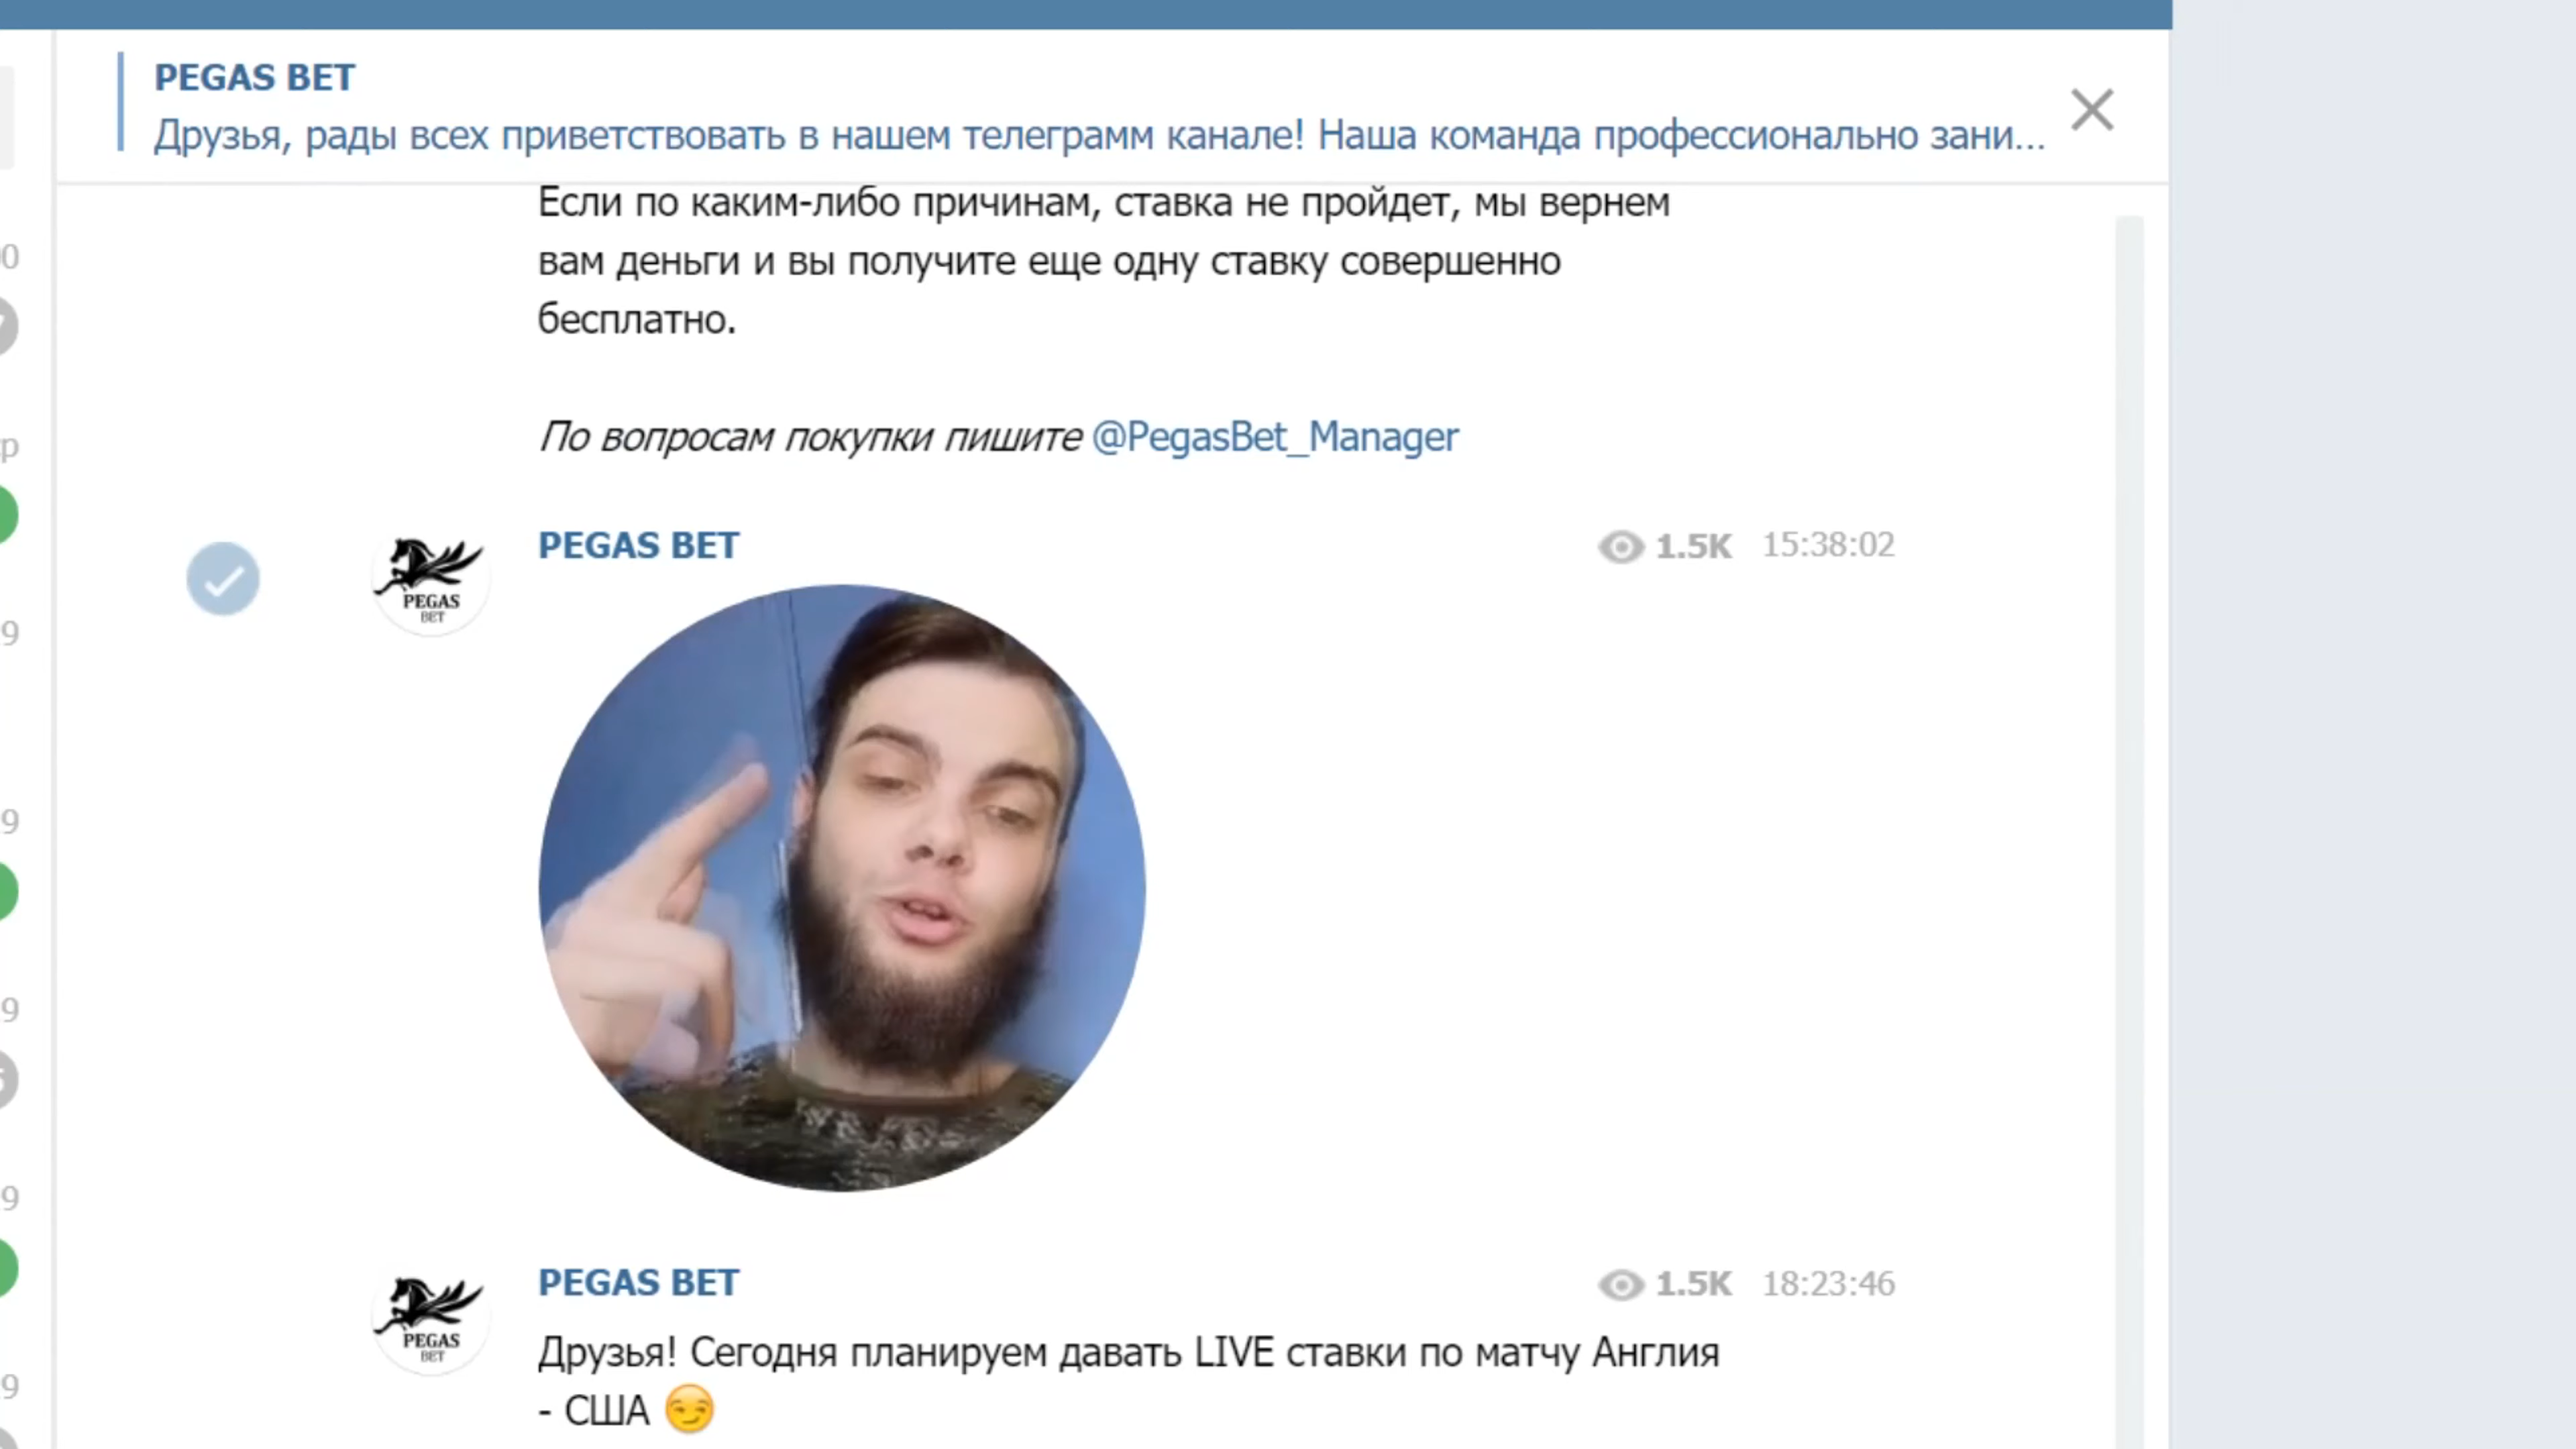 PEGAS BET
Друзья, рады всех приветствовать в нашем телеграмм канале! Наша команда профессионально зани...
Если по каким-либо причинам, ставка не пройдет, мы вернем
вам деньги и вы получите еще одну ставку совершенно
бесплатно.
По вопросам покупки пишите @PegasBet_Manager
PEGAS BET 1.5K 15:38:02
PEGAS
BET
PEGAS BET 1.5K 18:23:46
PEGAS
BET
Друзья! Сегодня планируем давать LIVE ставки по матчу Англия
- США 😏